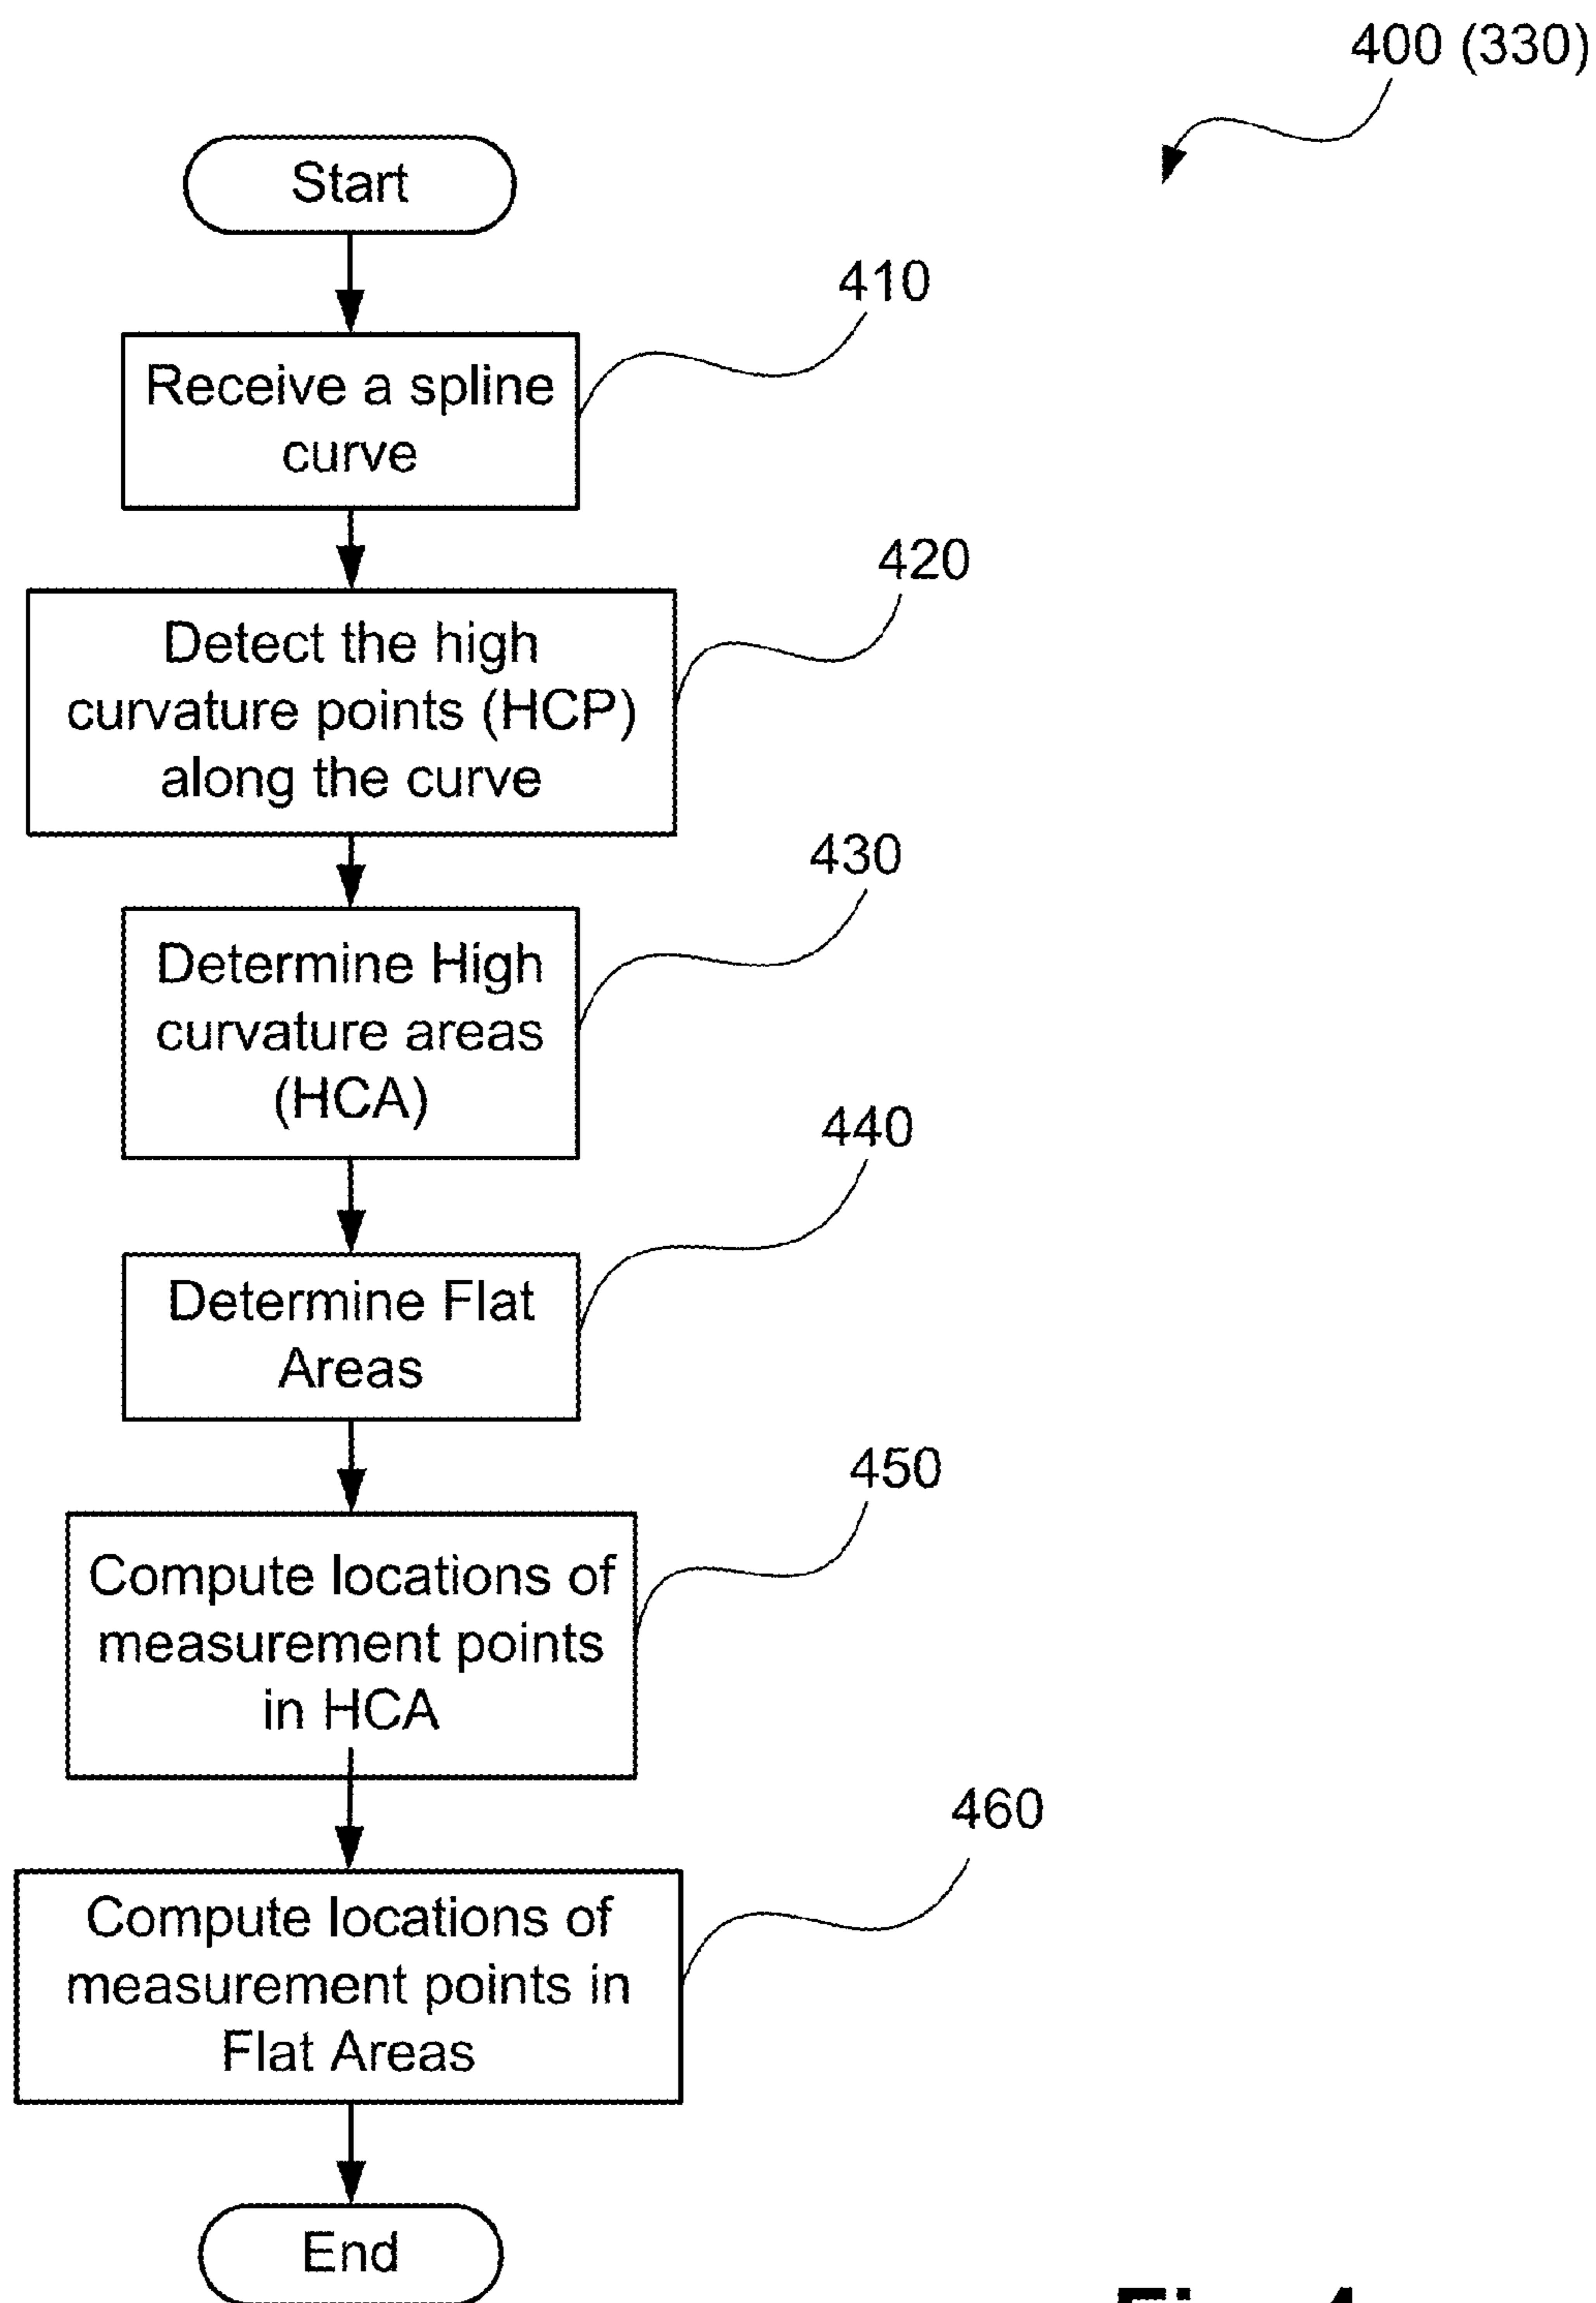 400 (330)
Start
410
Receive a spline
curve
420
Detect the high
curvature points (HCP)
along the curve
430
Determine High
curvature areas
(HCA)
440
Determine Flat
Areas
450
Compute locations of
measurement points
in HCA
460
Compute locations of
measurement points in
Flat Areas
End